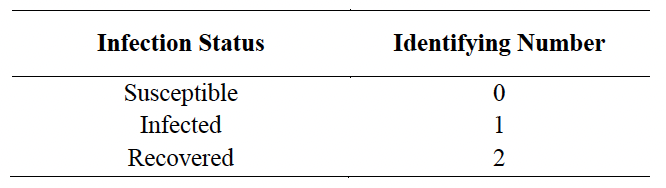 Infection Status Identifying Number
Susceptible 0
Infected 1
Recovered 2